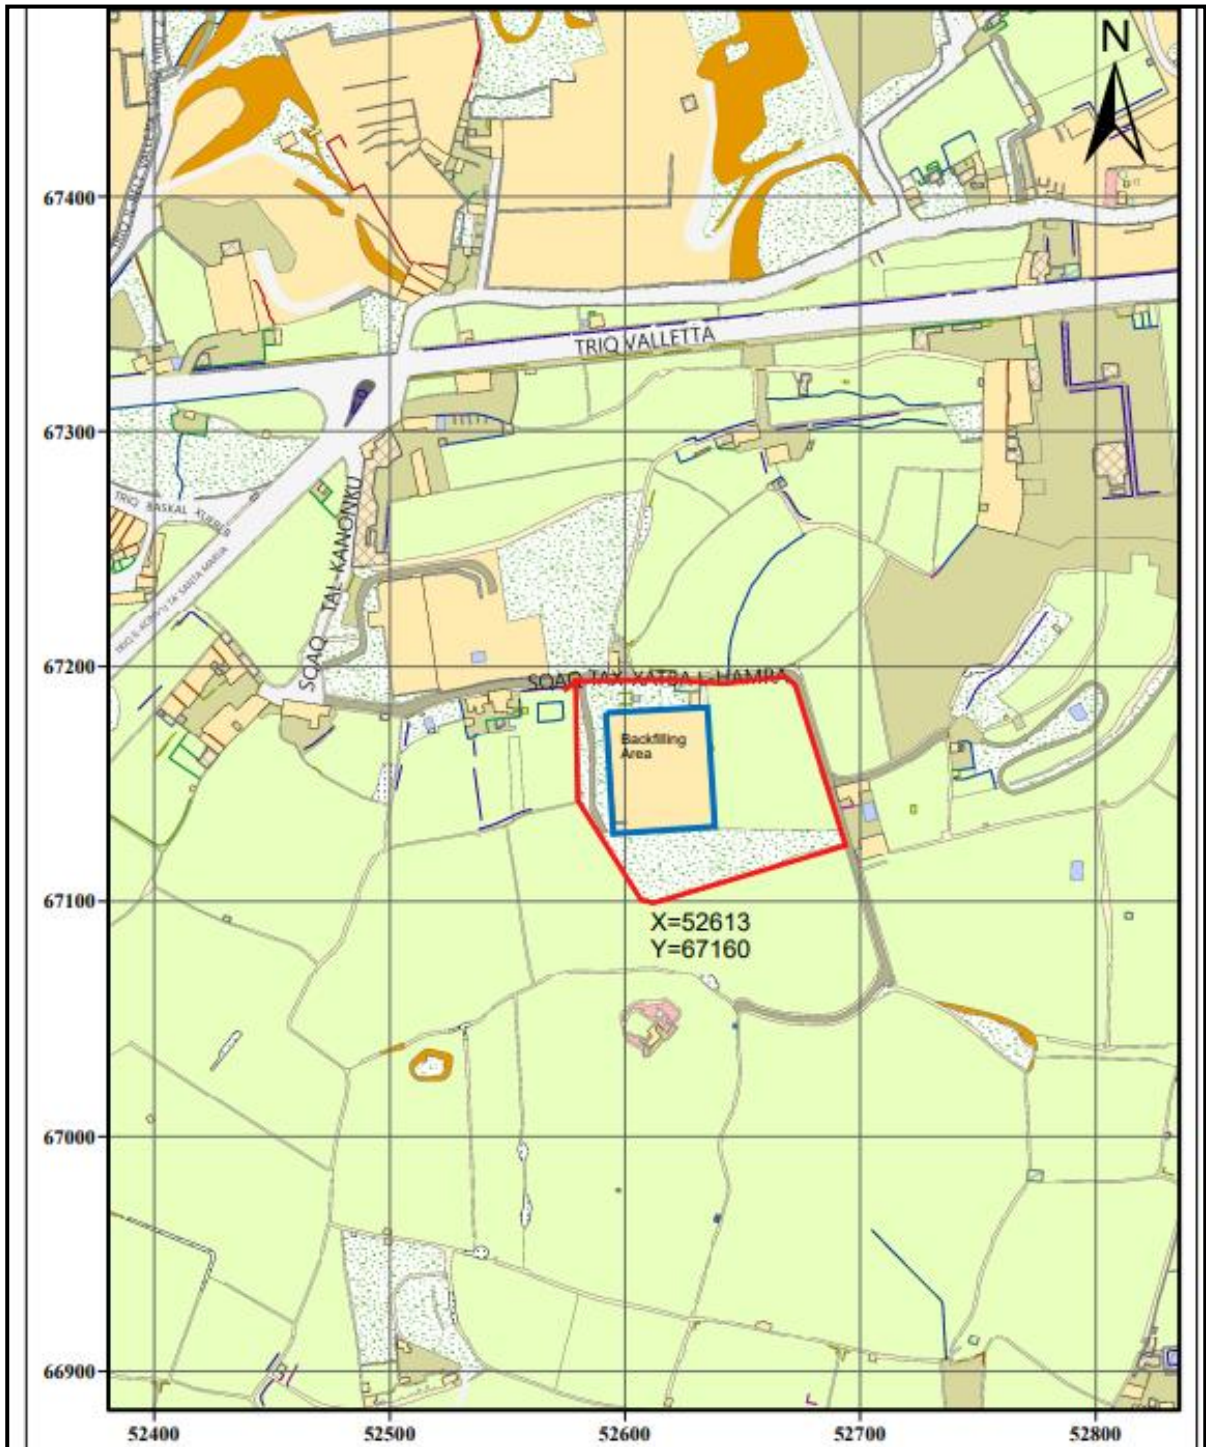 N
67400
TRIQ VALLETTA
67300
TRIQ BASKAL XUEREB
SQAQ TAL-KANONKU
67200
SQAQ TAX-XATBA L-ĦAMRA
Backfilling
Area
67100
X=52613
Y=67160
67000
66900
52400
52500
52600
52700
52800